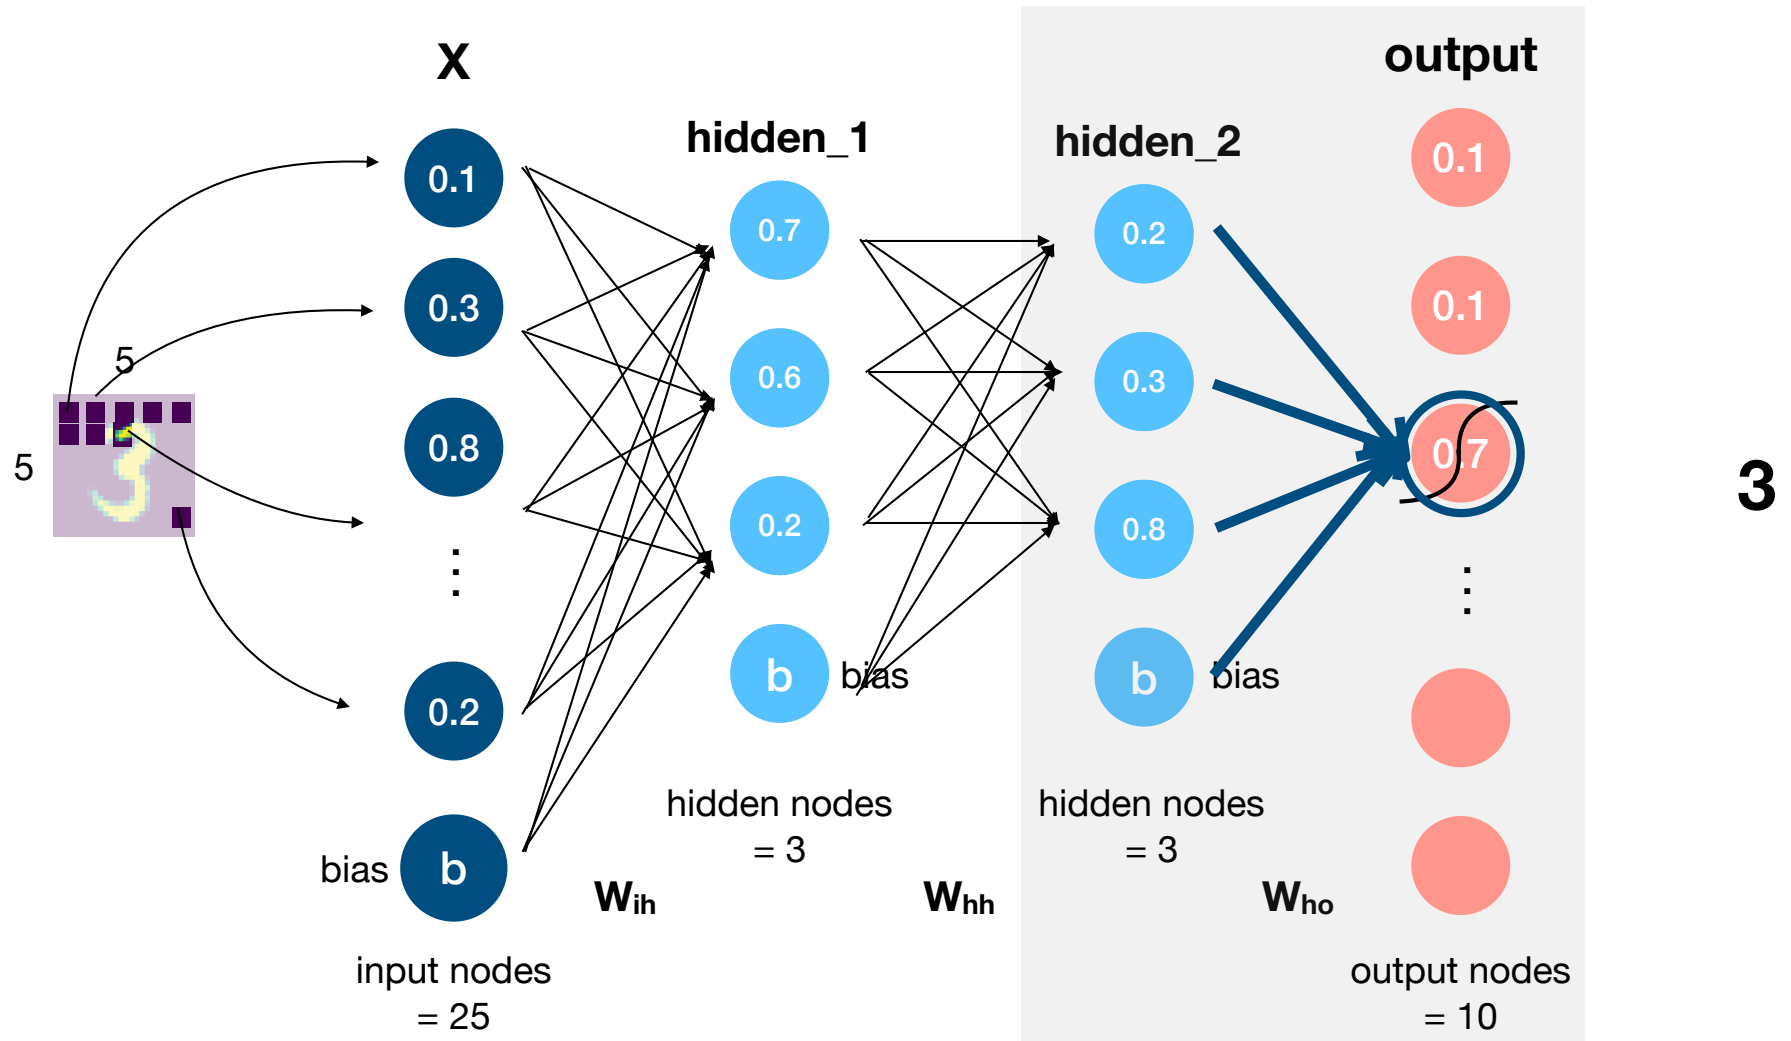 X
output
hidden_1
hidden_2
0.1
0.3
0.8
0.2
b
bias
5
5
0.7
0.6
0.2
b
bias
0.2
0.3
0.8
b
bias
0.1
0.1
0.7
3
hidden nodes
= 3
hidden nodes
= 3
Wih
Whh
Who
input nodes
= 25
output nodes
= 10